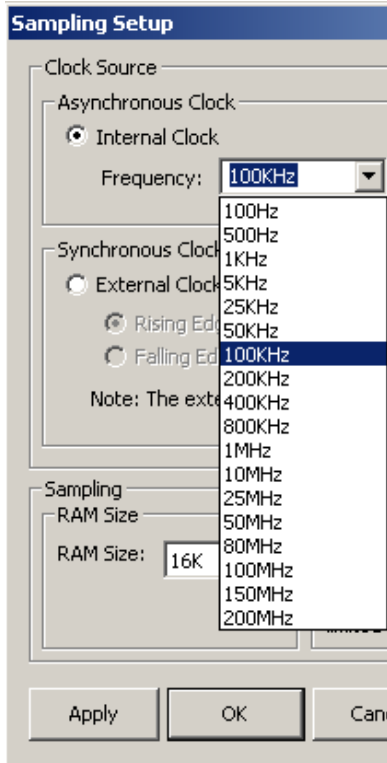 Sampling Setup
Clock Source
Asynchronous Clock
Internal Clock
Frequency: 100KHz
100Hz
500Hz
Synchronous Clock
1KHz
External Clock
5KHz
25KHz
Rising Edg
50KHz
100KHz
Falling Ed
200KHz
Note: The exte
400KHz
800KHz
1MHz
10MHz
Sampling
25MHz
RAM Size
50MHz
80MHz
RAM Size: 16K
100MHz
150MHz
200MHz
Apply
OK
Canc